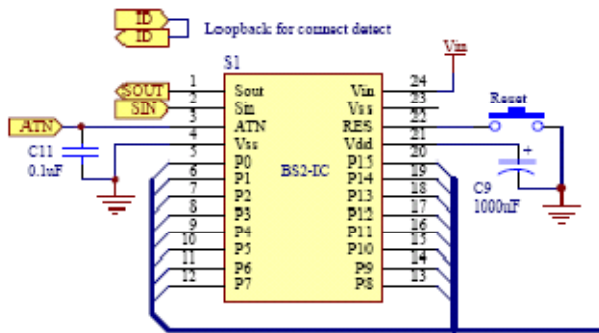 ID
ID
Loopback for connect detect
Vin
S1
SOUT 1 Sout Vin 24
SIN 2 Sin Vss 23
ATN 3 ATN RES 22 Reset
4 Vss Vdd 21
5 P0 P15 20
6 P1 P14 19
7 P2 P13 18
8 P3 P12 17
9 P4 P11 16
10 P5 P10 15
11 P6 P9 14
12 P7 P8 13
BS2-IC
C11
0.1uF
+
C9
1000uF